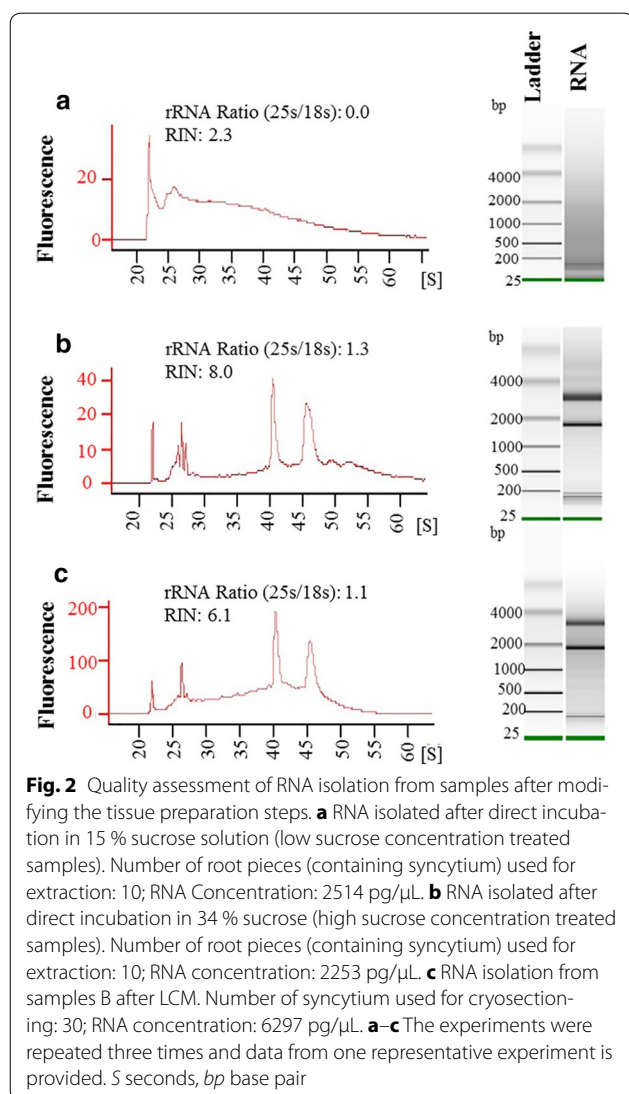 a
rRNA Ratio (25s/18s): 0.0
RIN: 2.3
Fluorescence
20
0
20 25 30 35 40 45 50 55 60 [S]
Ladder RNA
bp
4000
2000
1000
500
200
25
b
rRNA Ratio (25s/18s): 1.3
RIN: 8.0
Fluorescence
40
20
10
0
20 25 30 35 40 45 50 55 60 [S]
bp
4000
2000
1000
500
200
25
c
rRNA Ratio (25s/18s): 1.1
RIN: 6.1
Fluorescence
200
100
0
20 25 30 35 40 45 50 55 60 [S]
bp
4000
2000
1000
500
200
25
Fig. 2 Quality assessment of RNA isolation from samples after modi-
fying the tissue preparation steps. a RNA isolated after direct incuba-
tion in 15 % sucrose solution (low sucrose concentration treated
samples). Number of root pieces (containing syncytium) used for
extraction: 10; RNA Concentration: 2514 pg/µL. b RNA isolated after
direct incubation in 34 % sucrose (high sucrose concentration treated
samples). Number of root pieces (containing syncytium) used for
extraction: 10; RNA concentration: 2253 pg/µL. c RNA isolation from
samples B after LCM. Number of syncytium used for cryosection-
ing: 30; RNA concentration: 6297 pg/µL. a–c The experiments were
repeated three times and data from one representative experiment is
provided. S seconds, bp base pair